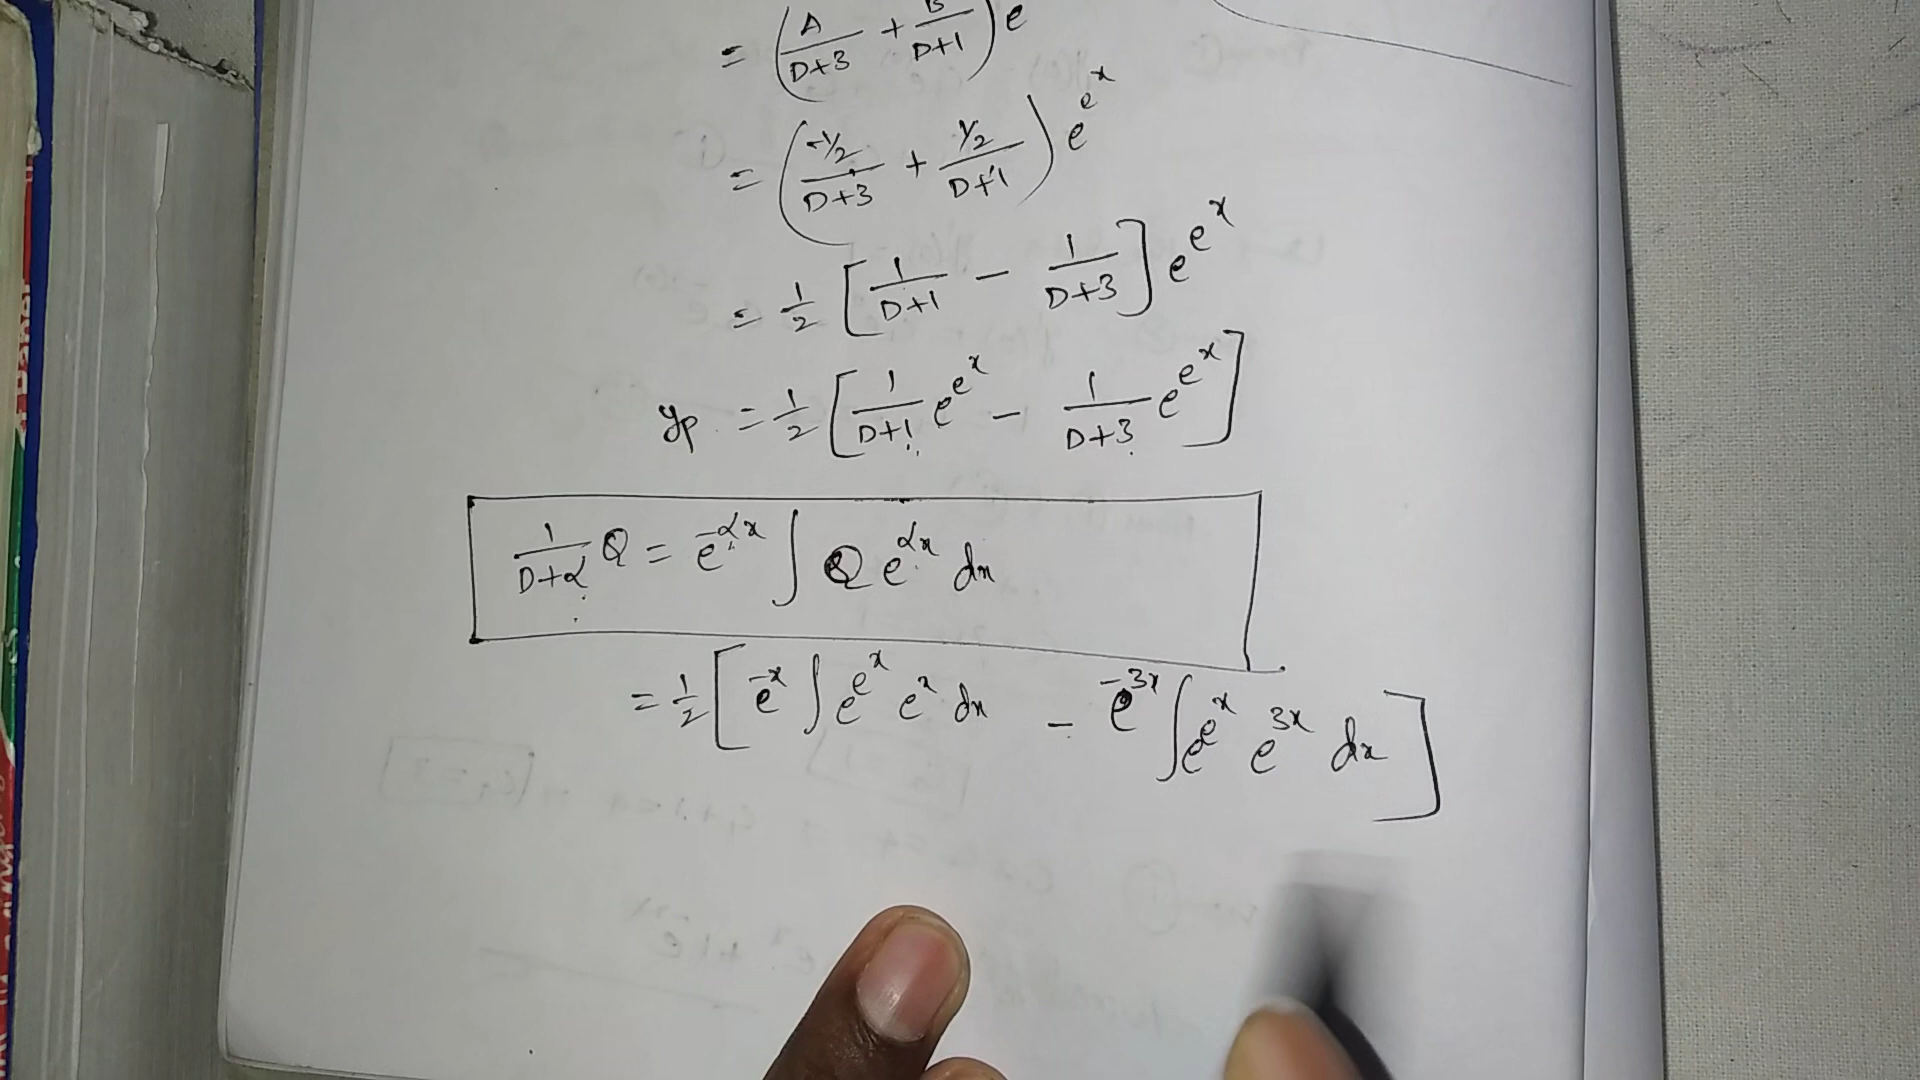 = (A/D+3 + B/D+1) e
= (-1/2/D+3 + 1/2/D+1) e^e^x
= 1/2 [1/D+1 - 1/D+3] e^e^x
yp = 1/2 [1/D+1 e^e^x - 1/D+3 e^e^x]
1/D+α Q = e^-αx ∫ Q e^αx dx
= 1/2 [e^-x ∫ e^e^x e^x dx - e^-3x ∫ e^e^x e^3x dx]